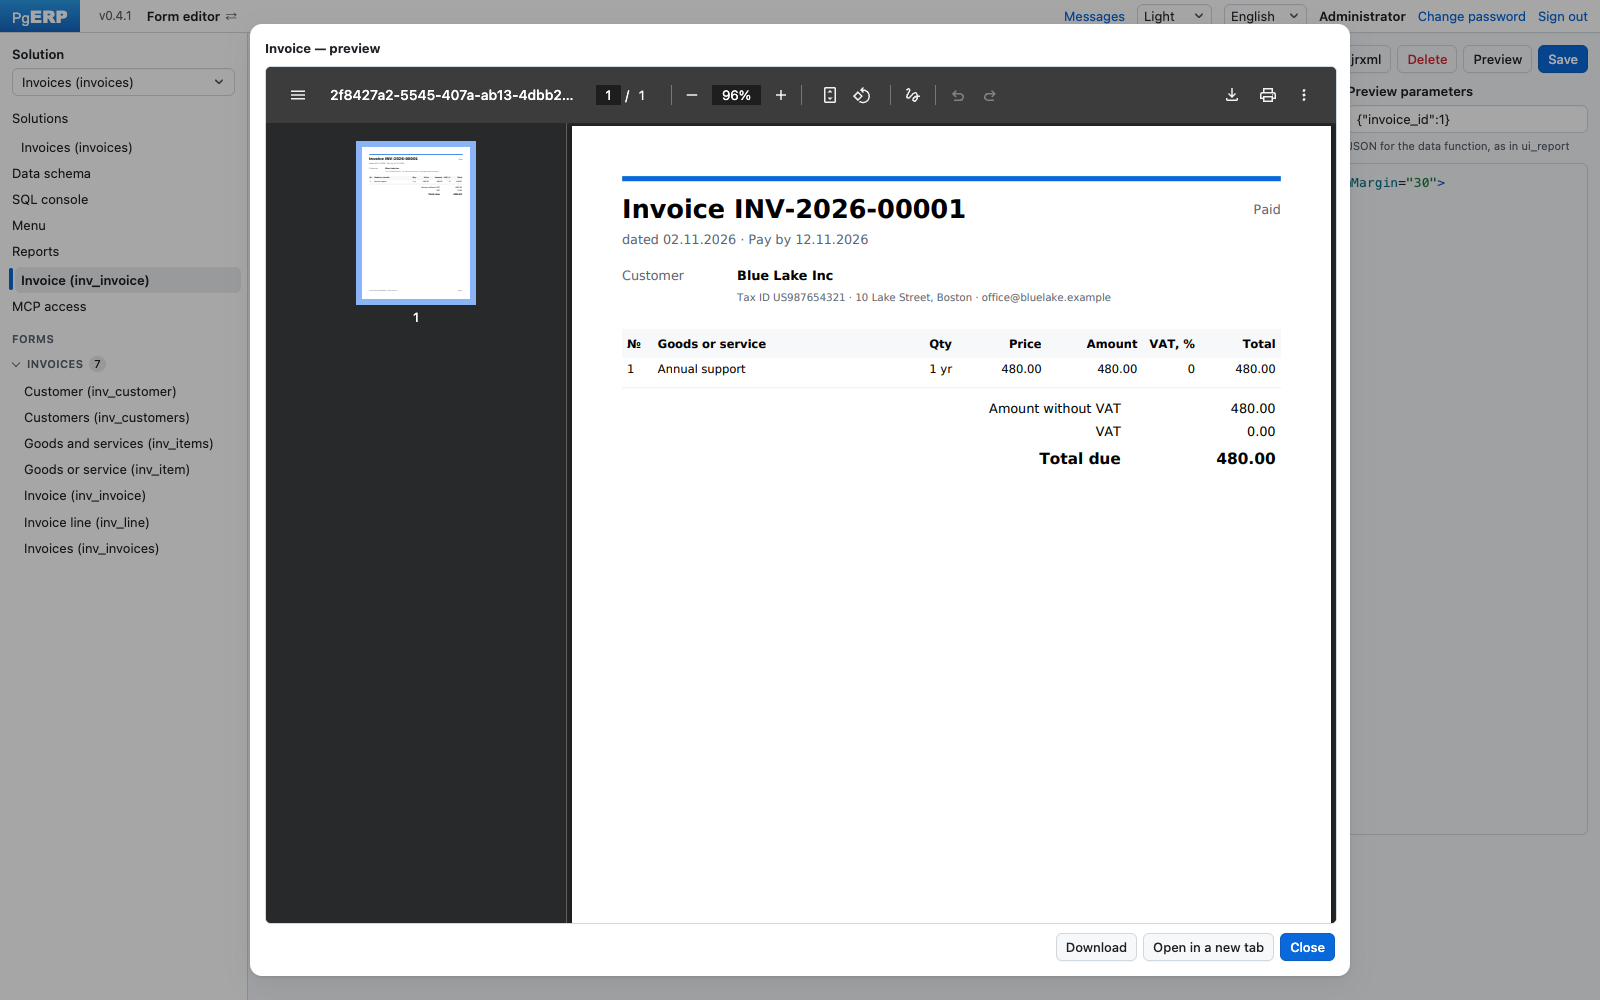 PgERP v0.4.1 Form editor ⇄ Messages Light English Administrator Change password Sign out
Solution
Invoices (invoices)
Solutions
Invoices (invoices)
Data schema
SQL console
Menu
Reports
Invoice (inv_invoice)
MCP access
FORMS
INVOICES 7
Customer (inv_customer)
Customers (inv_customers)
Goods and services (inv_items)
Goods or service (inv_item)
Invoice (inv_invoice)
Invoice line (inv_line)
Invoices (inv_invoices)
Invoice — preview
2f8427a2-5545-407a-ab13-4dbb2... 1 / 1 96%
1
Invoice INV-2026-00001 Paid
dated 02.11.2026 · Pay by 12.11.2026
Customer Blue Lake Inc
Tax ID US987654321 · 10 Lake Street, Boston · office@bluelake.example
№ Goods or service Qty Price Amount VAT, % Total
1 Annual support 1 yr 480.00 480.00 0 480.00
Amount without VAT 480.00
VAT 0.00
Total due 480.00
Download Open in a new tab Close
jrxml Delete Preview Save
Preview parameters
{"invoice_id":1}
JSON for the data function, as in ui_report
Margin="30">